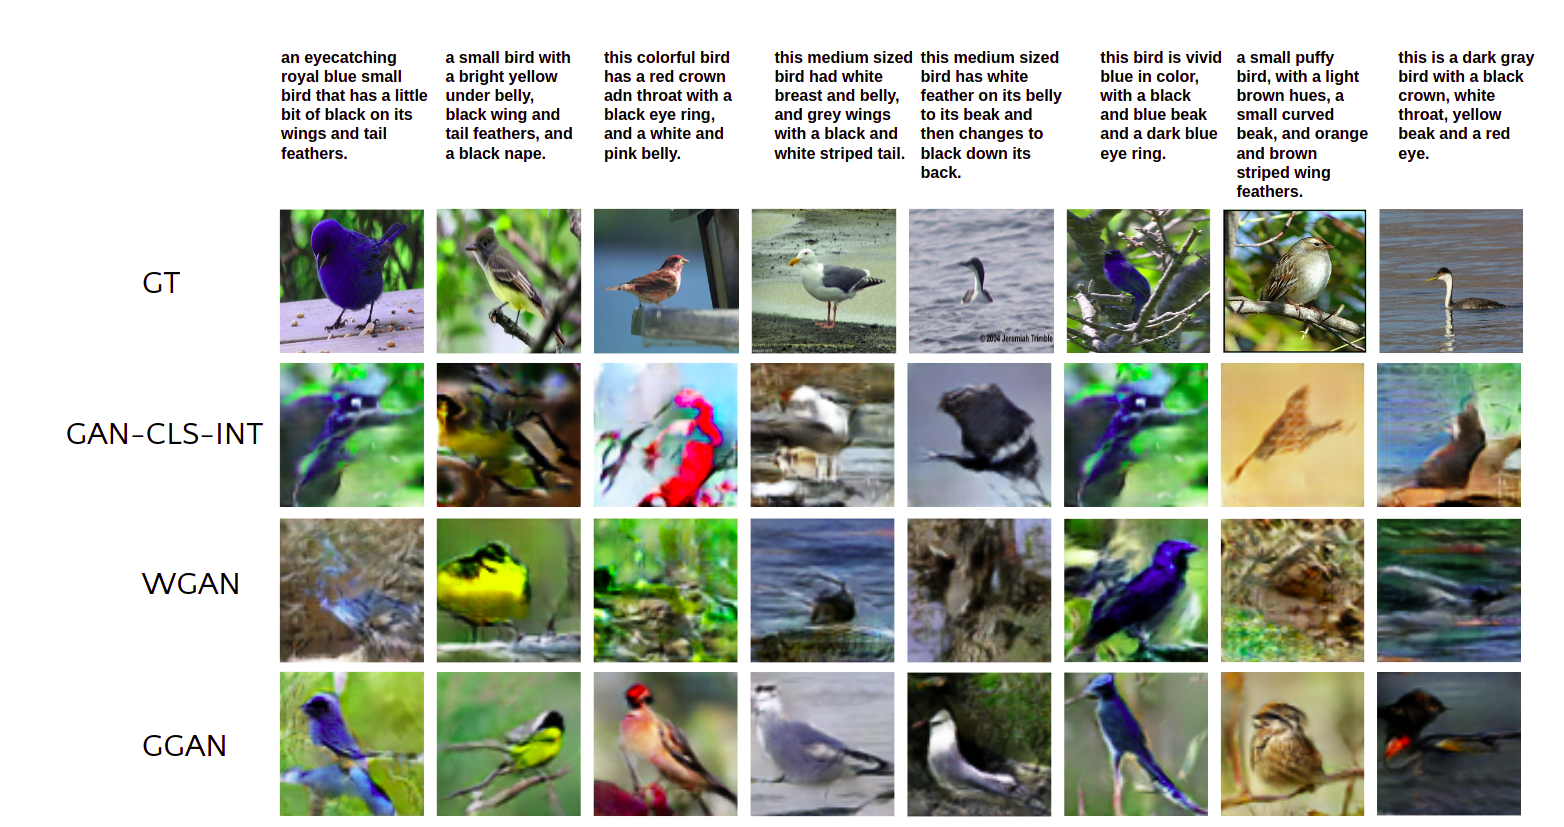 an eyecatching
royal blue small
bird that has a little
bit of black on its
wings and tail
feathers.
a small bird with
a bright yellow
under belly,
black wing and
tail feathers, and
a black nape.
this colorful bird
has a red crown
adn throat with a
black eye ring,
and a white and
pink belly.
this medium sized
bird had white
breast and belly,
and grey wings
with a black and
white striped tail.
this medium sized
bird has white
feather on its belly
to its beak and
then changes to
black down its
back.
this bird is vivid
blue in color,
with a black
and blue beak
and a dark blue
eye ring.
a small puffy
bird, with a light
brown hues, a
small curved
beak, and orange
and brown
striped wing
feathers.
this is a dark gray
bird with a black
crown, white
throat, yellow
beak and a red
eye.
GT
© 2004 Jeremiah Trimble
GAN-CLS-INT
WGAN
GGAN